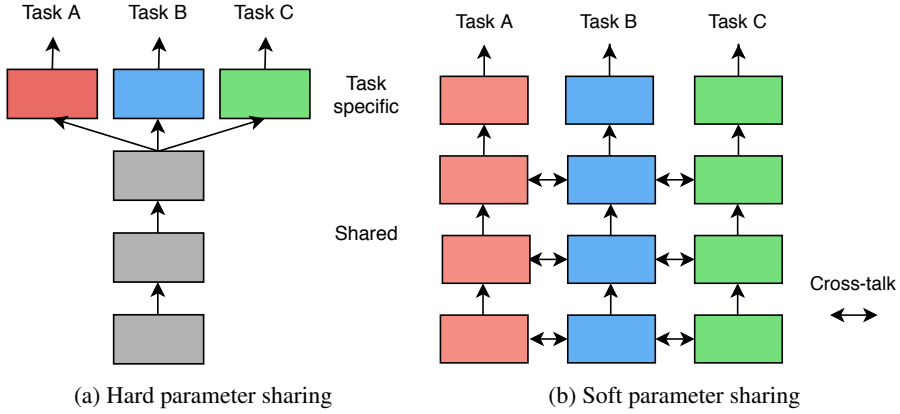 Task A
Task B
Task C
Task
specific
Shared
(a) Hard parameter sharing
Task A
Task B
Task C
Cross-talk
(b) Soft parameter sharing